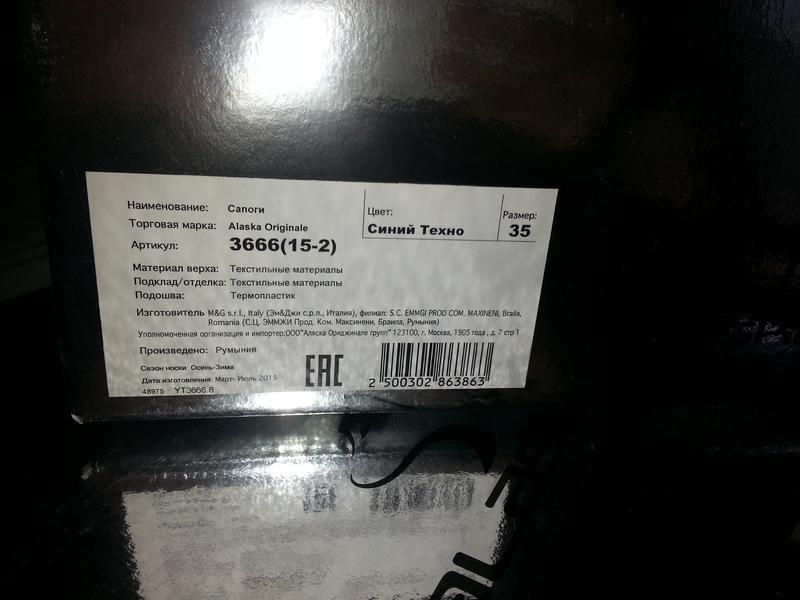 Наименование: Сапоги
Торговая марка: Alaska Originale
Артикул: 3666(15-2)
Цвет:
Синий Техно
Размер:
35
Материал верха: Текстильные материалы
Подклад/отделка: Текстильные материалы
Подошва: Термопластик
Изготовитель M&G s.r.l., Italy (Эм&Джи с.р.л., Италия), филиал: S.C. EMMGI PROD COM. MAXINENI, Braila,
Romania (С.Ц. ЭММЖИ Прод. Ком. Максинени, Браила, Румыния)
Уполномоченная организация и импортер:ООО"Аляска Ориджинале групп" 123100, г. Москва, 1905 года , д. 7 стр 1
Произведено: Румыния
Сезон носки: Осень-Зима
Дата изготовления: Март- Июль 2015
48975 YT3666.8
EAC
2 500302 863863